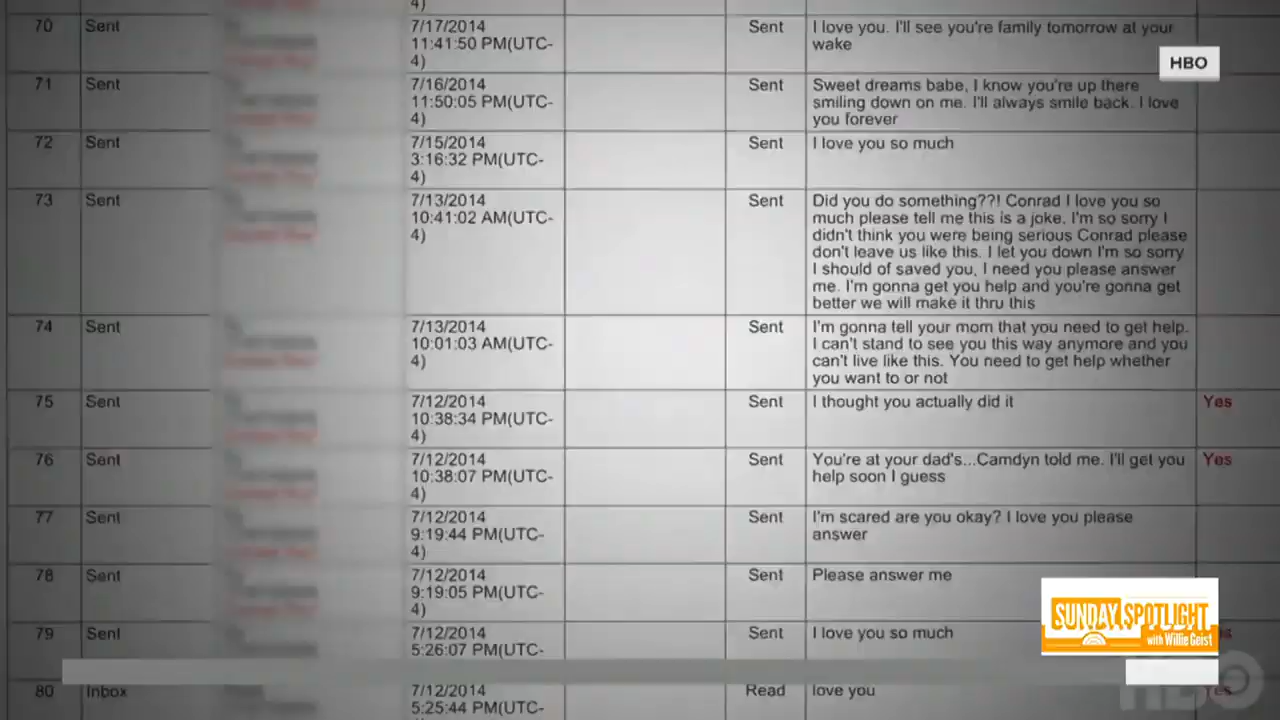 4)
70 Sent 7/17/2014 Sent I love you. I'll see you're family tomorrow at your
11:41:50 PM(UTC- wake
4)
HBO
71 Sent 7/16/2014 Sent Sweet dreams babe, I know you're up there
11:50:05 PM(UTC- smiling down on me. I'll always smile back. I love
4) you forever
72 Sent 7/15/2014 Sent I love you so much
3:16:32 PM(UTC-
4)
73 Sent 7/13/2014 Sent Did you do something??! Conrad I love you so
10:41:02 AM(UTC- much please tell me this is a joke. I'm so sorry I
4) didn't think you were being serious Conrad please
don't leave us like this. I let you down I'm so sorry
I should of saved you, I need you please answer
me. I'm gonna get you help and you're gonna get
better we will make it thru this
74 Sent 7/13/2014 Sent I'm gonna tell your mom that you need to get help.
10:01:03 AM(UTC- I can't stand to see you this way anymore and you
4) can't live like this. You need to get help whether
you want to or not
75 Sent 7/12/2014 Sent I thought you actually did it Yes
10:38:34 PM(UTC-
4)
76 Sent 7/12/2014 Sent You're at your dad's...Camdyn told me. I'll get you Yes
10:38:07 PM(UTC- help soon I guess
4)
77 Sent 7/12/2014 Sent I'm scared are you okay? I love you please
9:19:44 PM(UTC- answer
4)
78 Sent 7/12/2014 Sent Please answer me
9:19:05 PM(UTC-
4)
79 Sent 7/12/2014 Sent I love you so much
5:26:07 PM(UTC-
SUNDAY SPOTLIGHT
with Willie Geist
80 Inbox 7/12/2014 Read love you Yes
5:25:44 PM(UTC-
HBO